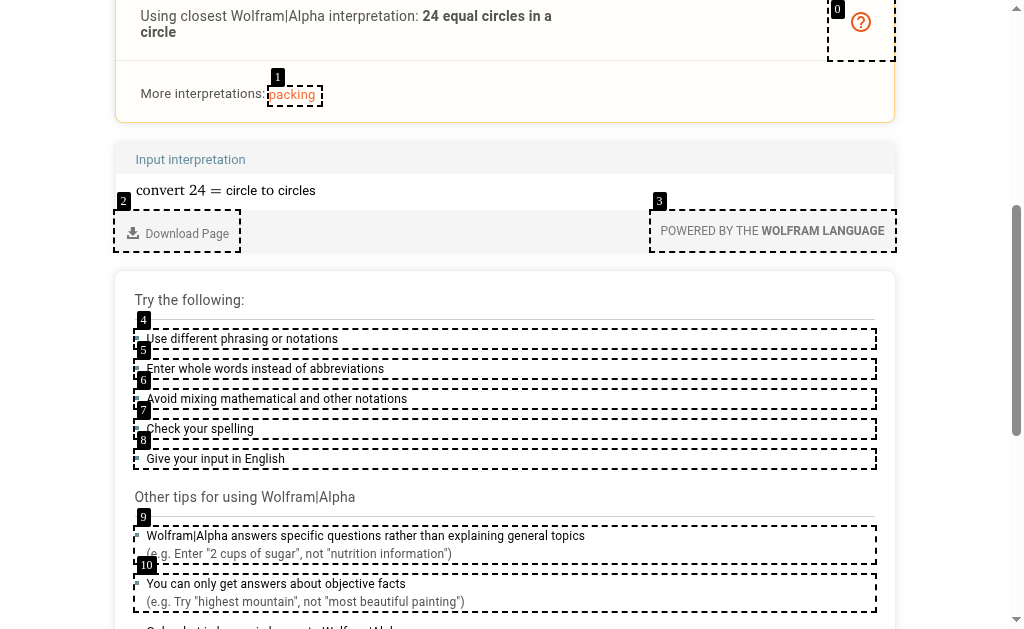 Using closest Wolfram|Alpha interpretation: 24 equal circles in a
circle
0
1
More interpretations: packing
Input interpretation
convert 24 = circle to circles
2
3
Download Page
POWERED BY THE WOLFRAM LANGUAGE
Try the following:
4
Use different phrasing or notations
5
Enter whole words instead of abbreviations
6
Avoid mixing mathematical and other notations
7
Check your spelling
8
Give your input in English
Other tips for using Wolfram|Alpha
9
Wolfram|Alpha answers specific questions rather than explaining general topics
(e.g. Enter "2 cups of sugar", not "nutrition information")
10
You can only get answers about objective facts
(e.g. Try "highest mountain", not "most beautiful painting")